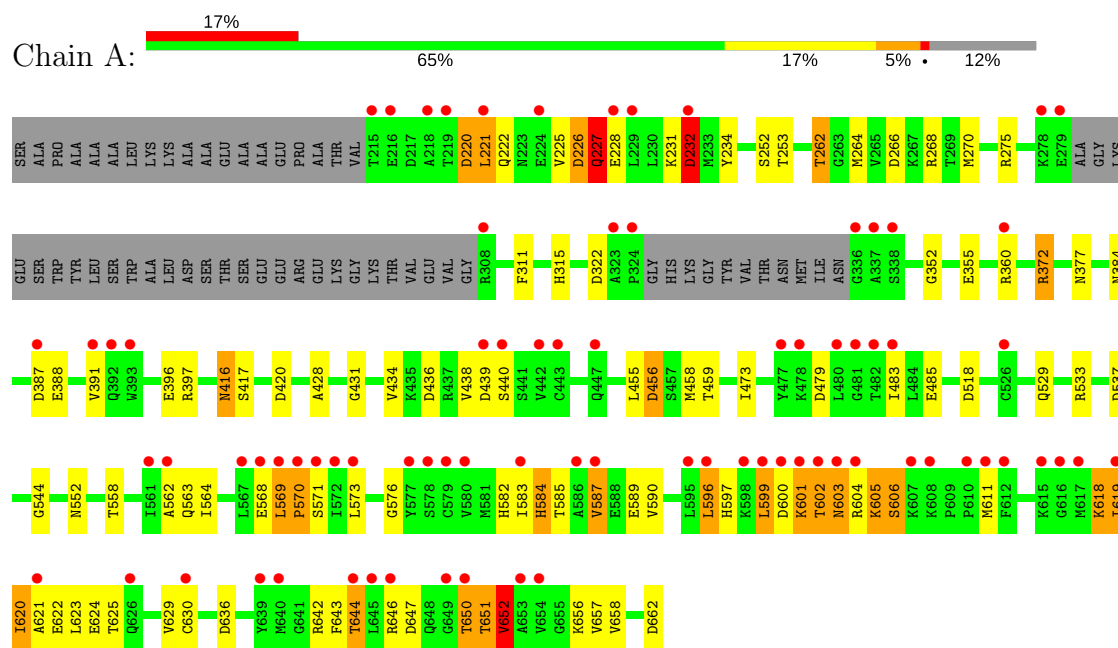 17%
Chain A:
65% 17% 5% • 12%
SER ALA PRO ALA ALA ALA LEU LYS LYS ALA ALA GLU ALA ALA GLU PRO ALA THR VAL T215 E216 D217 A218 T219 D220 L221 Q222 N223 E224 V225 D226 Q227 E228 L229 L230 K231 D232 M233 Y234 S252 T253 T262 G263 M264 V265 D266 K267 R268 T269 M270 R275 K278 E279 ALA GLY LYS
GLU SER TRP TYR LEU SER TRP ALA LEU ASP SER THR SER GLU GLU ARG GLU LYS GLY LYS THR VAL GLU VAL GLY R308 F311 H315 D322 A323 P324 GLY HIS LYS GLY TYR VAL THR ASN MET ILE ASN G336 A337 S338 G352 E355 R360 R372 N377 N384
D387 E388 V391 Q392 W393 E396 R397 N416 S417 D420 A428 G431 V434 K435 D436 R437 V438 D439 S440 S441 V442 C443 Q447 L455 D456 S457 M458 T459 I473 Y477 K478 D479 L480 G481 T482 I483 L484 E485 D518 C526 Q529 R533 D537
G544 N552 T558 I561 A562 Q563 I564 L567 E568 L569 P570 S571 I572 L573 G576 Y577 S578 C579 V580 M581 H582 I583 H584 T585 A586 V587 E588 E589 V590 L595 L596 H597 K598 L599 D600 K601 T602 N603 R604 K605 S606 K607 K608 P609 P610 M611 F612 K615 G616 M617 K618 I619
I620 A621 E622 L623 E624 T625 Q626 V629 C630 D636 Y639 M640 G641 R642 F643 T644 L645 R646 D647 Q648 G649 T650 T651 V652 A653 V654 G655 K656 V657 V658 D662